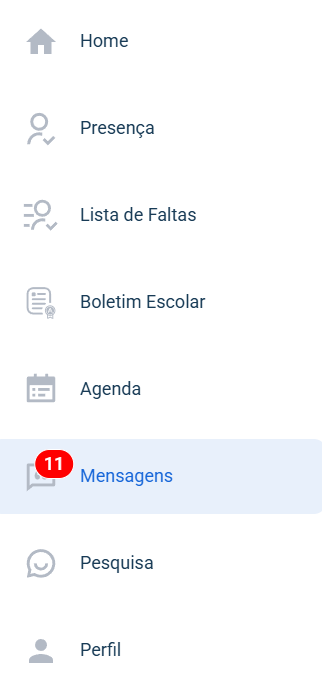 Home
Presença
Lista de Faltas
Boletim Escolar
Agenda
11
Mensagens
Pesquisa
Perfil